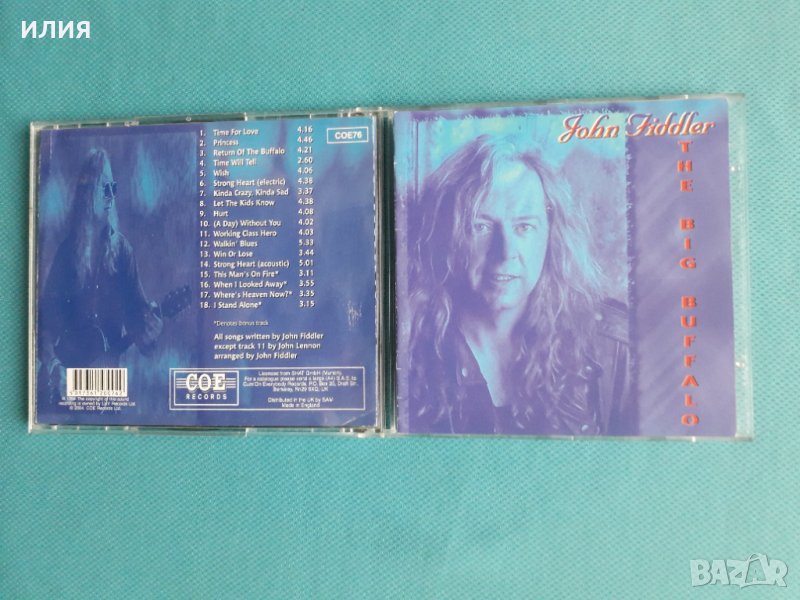 илия
1. Time For Love 4.16
2. Princess 4.46
3. Return Of The Buffalo 4.21
4. Time Will Tell 2.60
5. Wish 4.06
6. Strong Heart (electric) 4.38
7. Kinda Crazy, Kinda Sad 3.37
8. Let The Kids Know 4.38
9. Hurt 4.08
10. (A Day) Without You 4.02
11. Working Class Hero 4.03
12. Walkin' Blues 5.33
13. Win Or Lose 3.44
14. Strong Heart (acoustic) 5.01
15. This Man's On Fire* 3.11
16. When I Looked Away* 3.55
17. Where's Heaven Now?* 3.35
18. I Stand Alone* 3.15
COE76
*Denotes bonus track
All songs written by John Fiddler
except track 11 by John Lennon
arranged by John Fiddler
COE
RECORDS
Distributed in the UK by
Made in England
John Fiddler
THE BIG BUFFALO
BAZAR